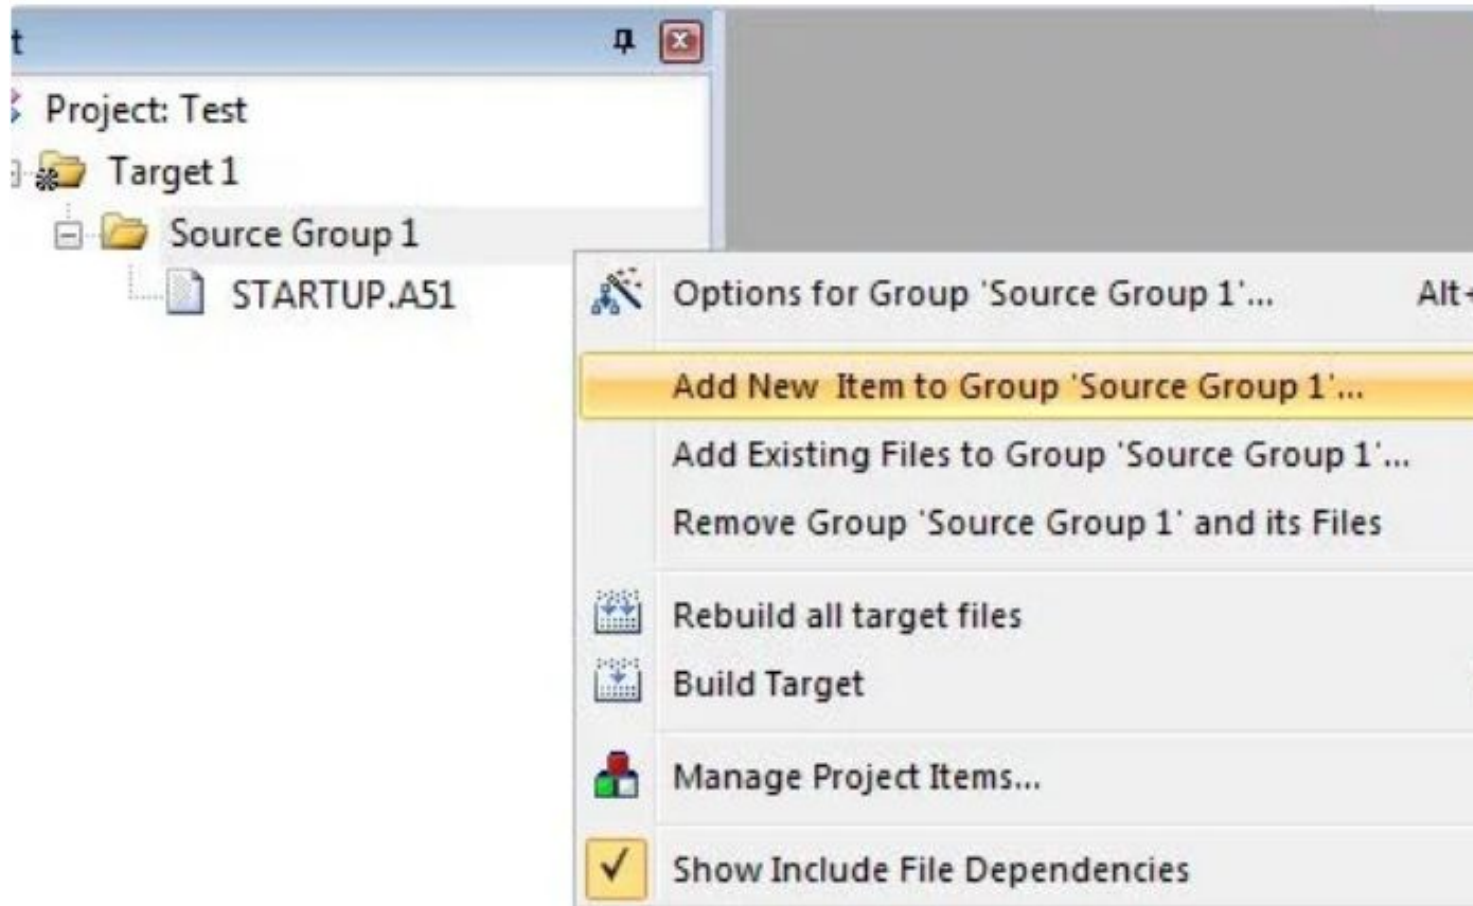 t
Project: Test
Target 1
Source Group 1
STARTUP.A51
Options for Group 'Source Group 1'... Alt+
Add New Item to Group 'Source Group 1'...
Add Existing Files to Group 'Source Group 1'...
Remove Group 'Source Group 1' and its Files
Rebuild all target files
Build Target
Manage Project Items...
Show Include File Dependencies